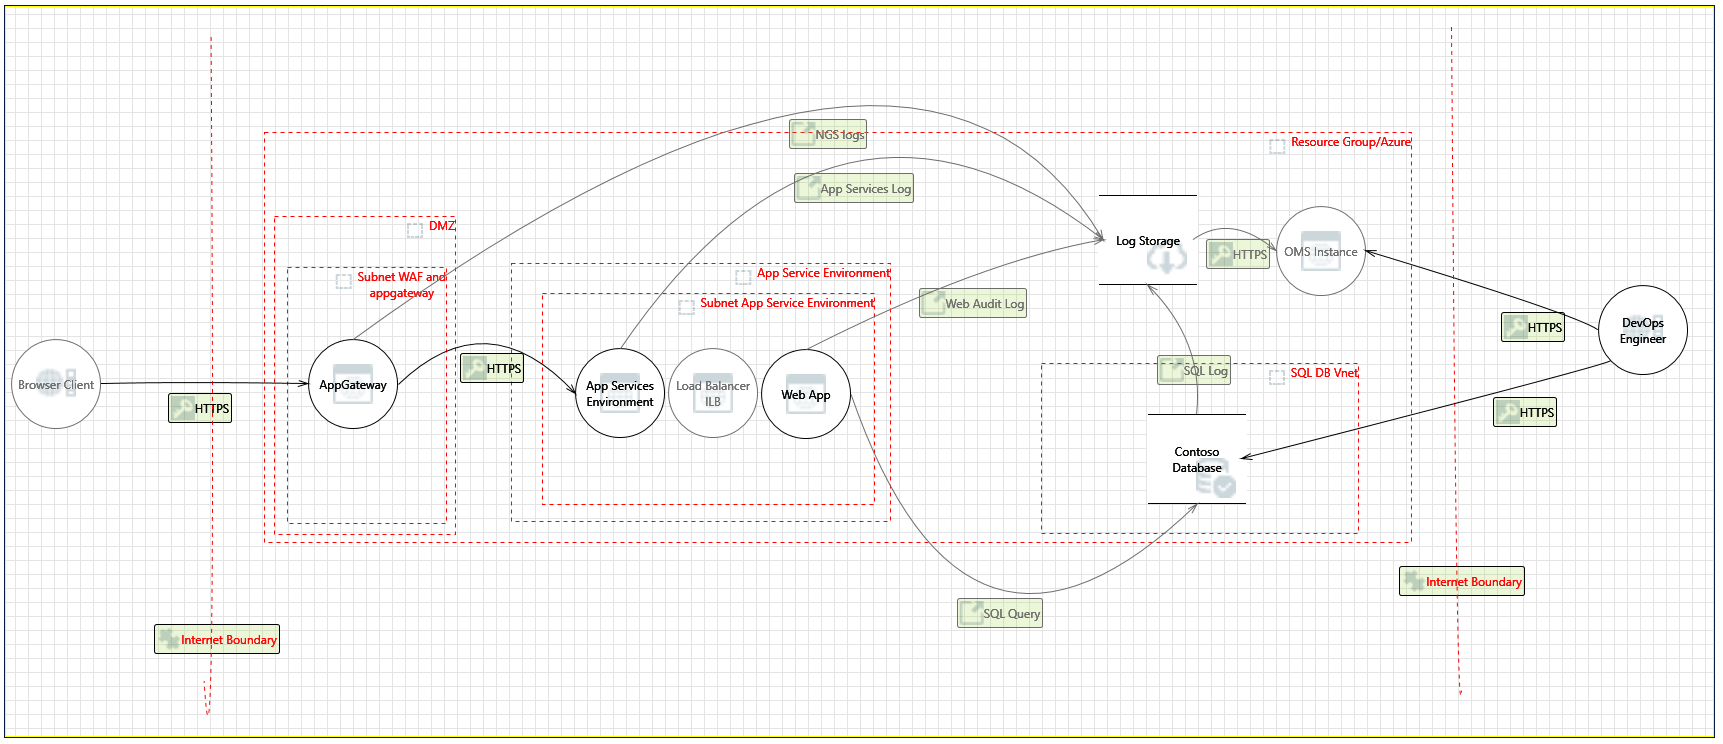 NGS logs
Resource Group/Azure
App Services Log
DMZ
Log Storage
HTTPS
OMS Instance
Subnet WAF and
appgateway
App Service Environment
Subnet App Service Environment
Web Audit Log
HTTPS
DevOps
Engineer
Browser Client
HTTPS
AppGateway
HTTPS
App Services
Environment
Load Balancer
ILB
Web App
SQL Log
SQL DB Vnet
HTTPS
Contoso
Database
Internet Boundary
SQL Query
Internet Boundary